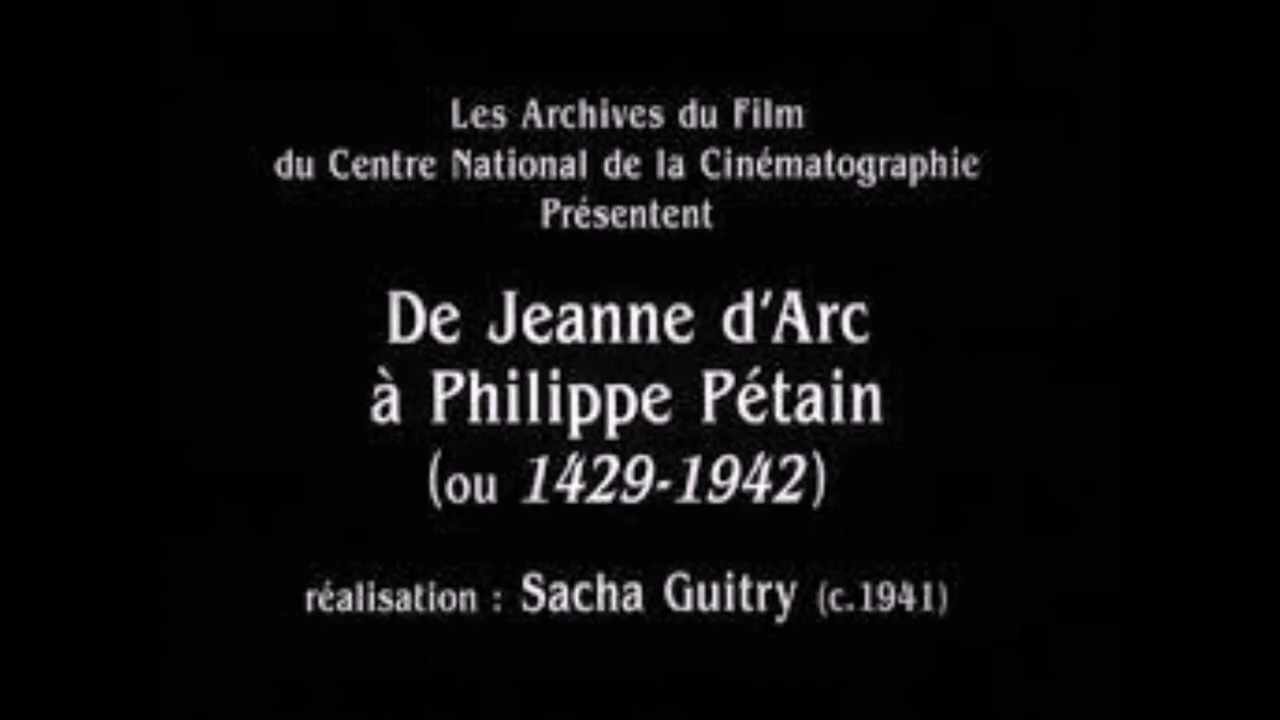 Les Archives du Film
du Centre National de la Cinématographie
Présentent
De Jeanne d'Arc
à Philippe Pétain
(ou 1429-1942)
réalisation : Sacha Guitry (c.1941)